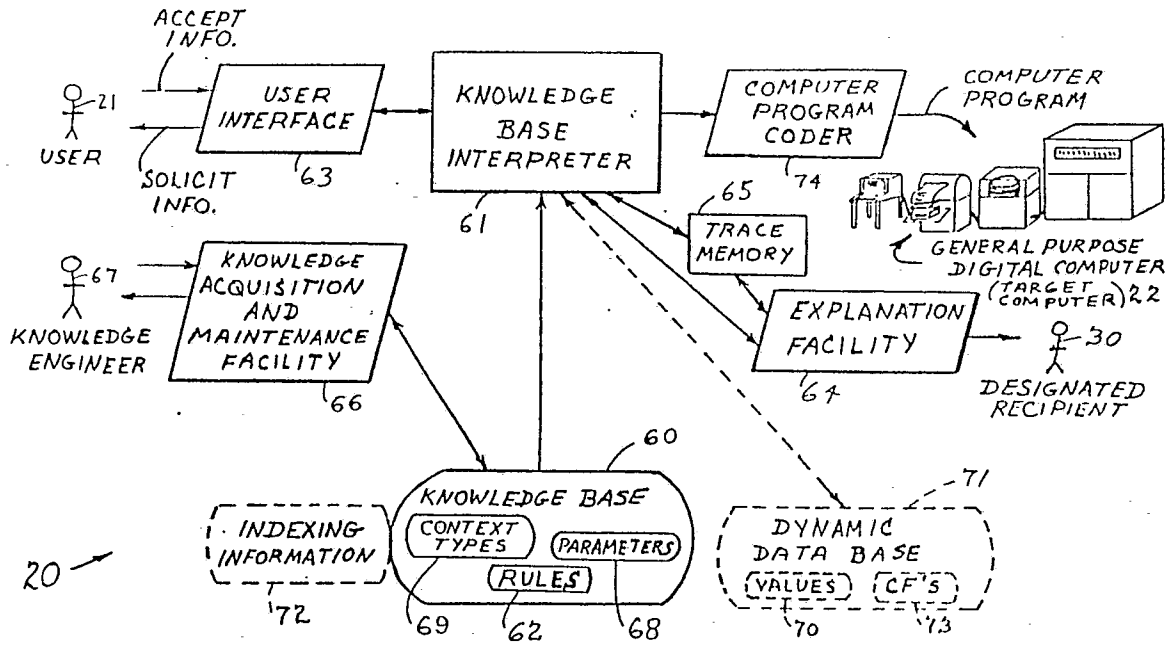 ACCEPT
INFO.
21
USER
SOLICIT
INFO.
USER
INTERFACE
63
KNOWLEDGE
BASE
INTERPRETER
61
COMPUTER
PROGRAM
CODER
74
COMPUTER
PROGRAM
GENERAL PURPOSE
DIGITAL COMPUTER
(TARGET
COMPUTER) 22
65
TRACE
MEMORY
67
KNOWLEDGE
ENGINEER
KNOWLEDGE
ACQUISITION
AND
MAINTENANCE
FACILITY
66
EXPLANATION
FACILITY
64
30
DESIGNATED
RECIPIENT
60
KNOWLEDGE BASE
CONTEXT
TYPES
PARAMETERS
RULES
69
62
68
INDEXING
INFORMATION
72
20
71
DYNAMIC
DATA BASE
VALUES
CF'S
70
73